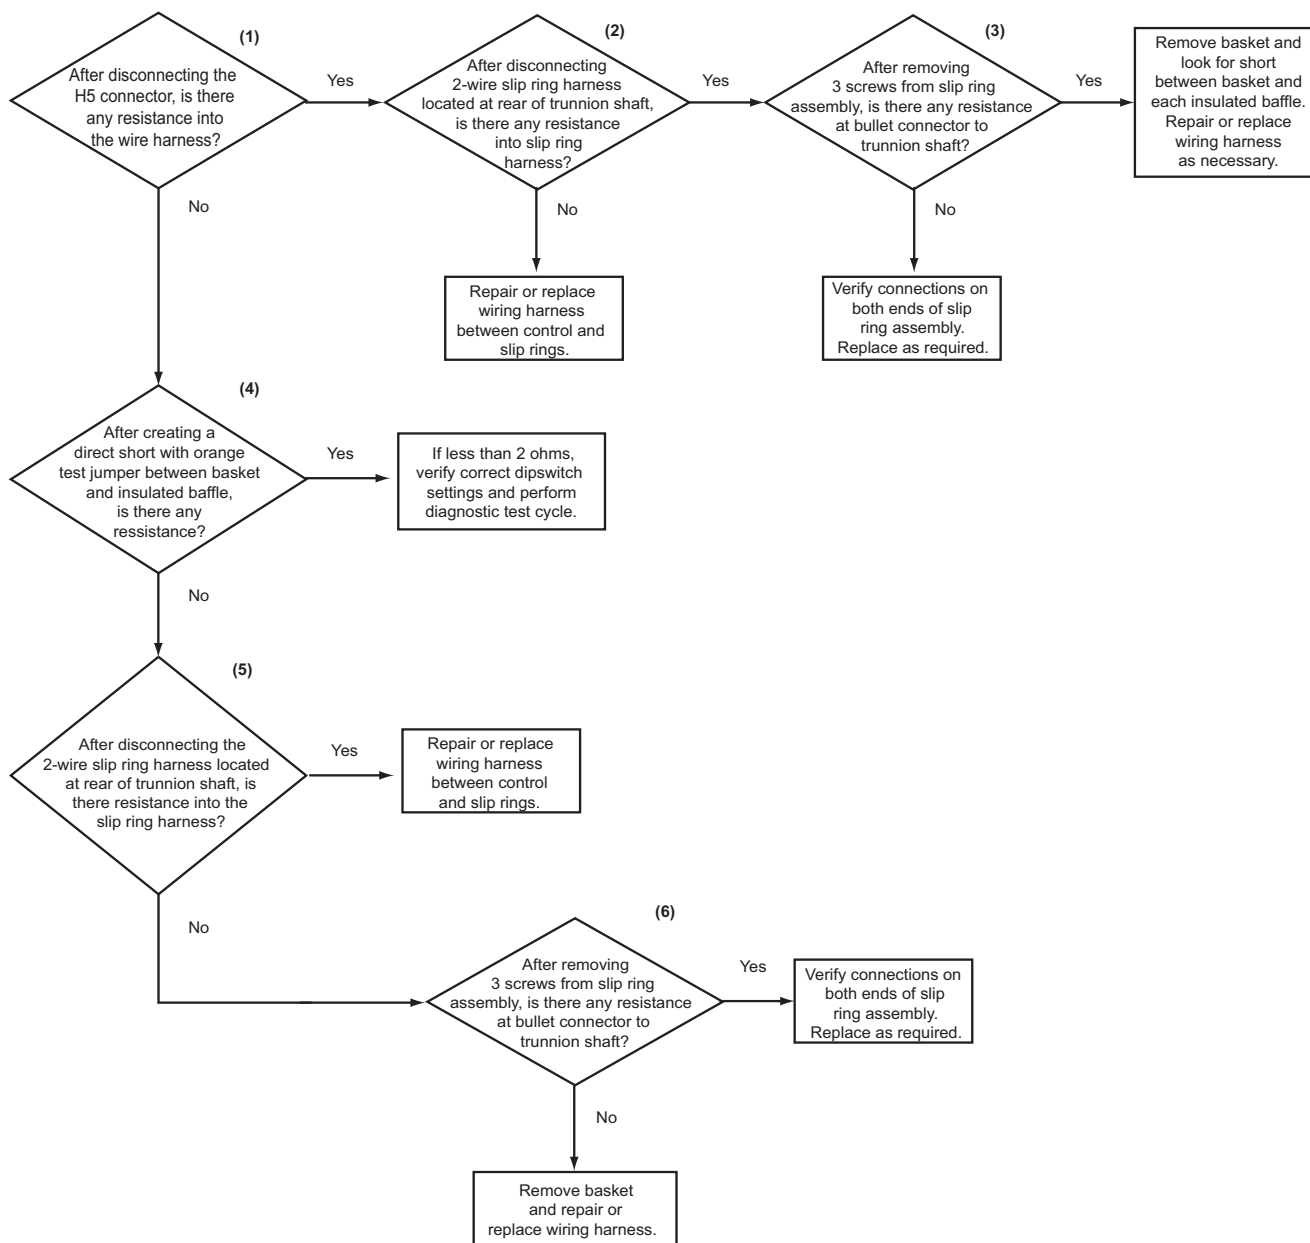 (1)
After disconnecting the
H5 connector, is there
any resistance into
the wire harness?
Yes
No
(2)
After disconnecting
2-wire slip ring harness
located at rear of trunnion shaft,
is there any resistance
into slip ring
harness?
Yes
No
(3)
After removing
3 screws from slip ring
assembly, is there any resistance
at bullet connector to
trunnion shaft?
Yes
No
Remove basket and
look for short
between basket and
each insulated baffle.
Repair or replace
wiring harness
as necessary.
Repair or replace
wiring harness
between control and
slip rings.
Verify connections on
both ends of slip
ring assembly.
Replace as required.
(4)
After creating a
direct short with orange
test jumper between basket
and insulated baffle,
is there any
ressistance?
Yes
No
If less than 2 ohms,
verify correct dipswitch
settings and perform
diagnostic test cycle.
(5)
After disconnecting the
2-wire slip ring harness located
at rear of trunnion shaft, is
there resistance into the
slip ring harness?
Yes
No
Repair or replace
wiring harness
between control
and slip rings.
(6)
After removing
3 screws from slip ring
assembly, is there any resistance
at bullet connector to
trunnion shaft?
Yes
No
Verify connections on
both ends of slip
ring assembly.
Replace as required.
Remove basket
and repair or
replace wiring harness.